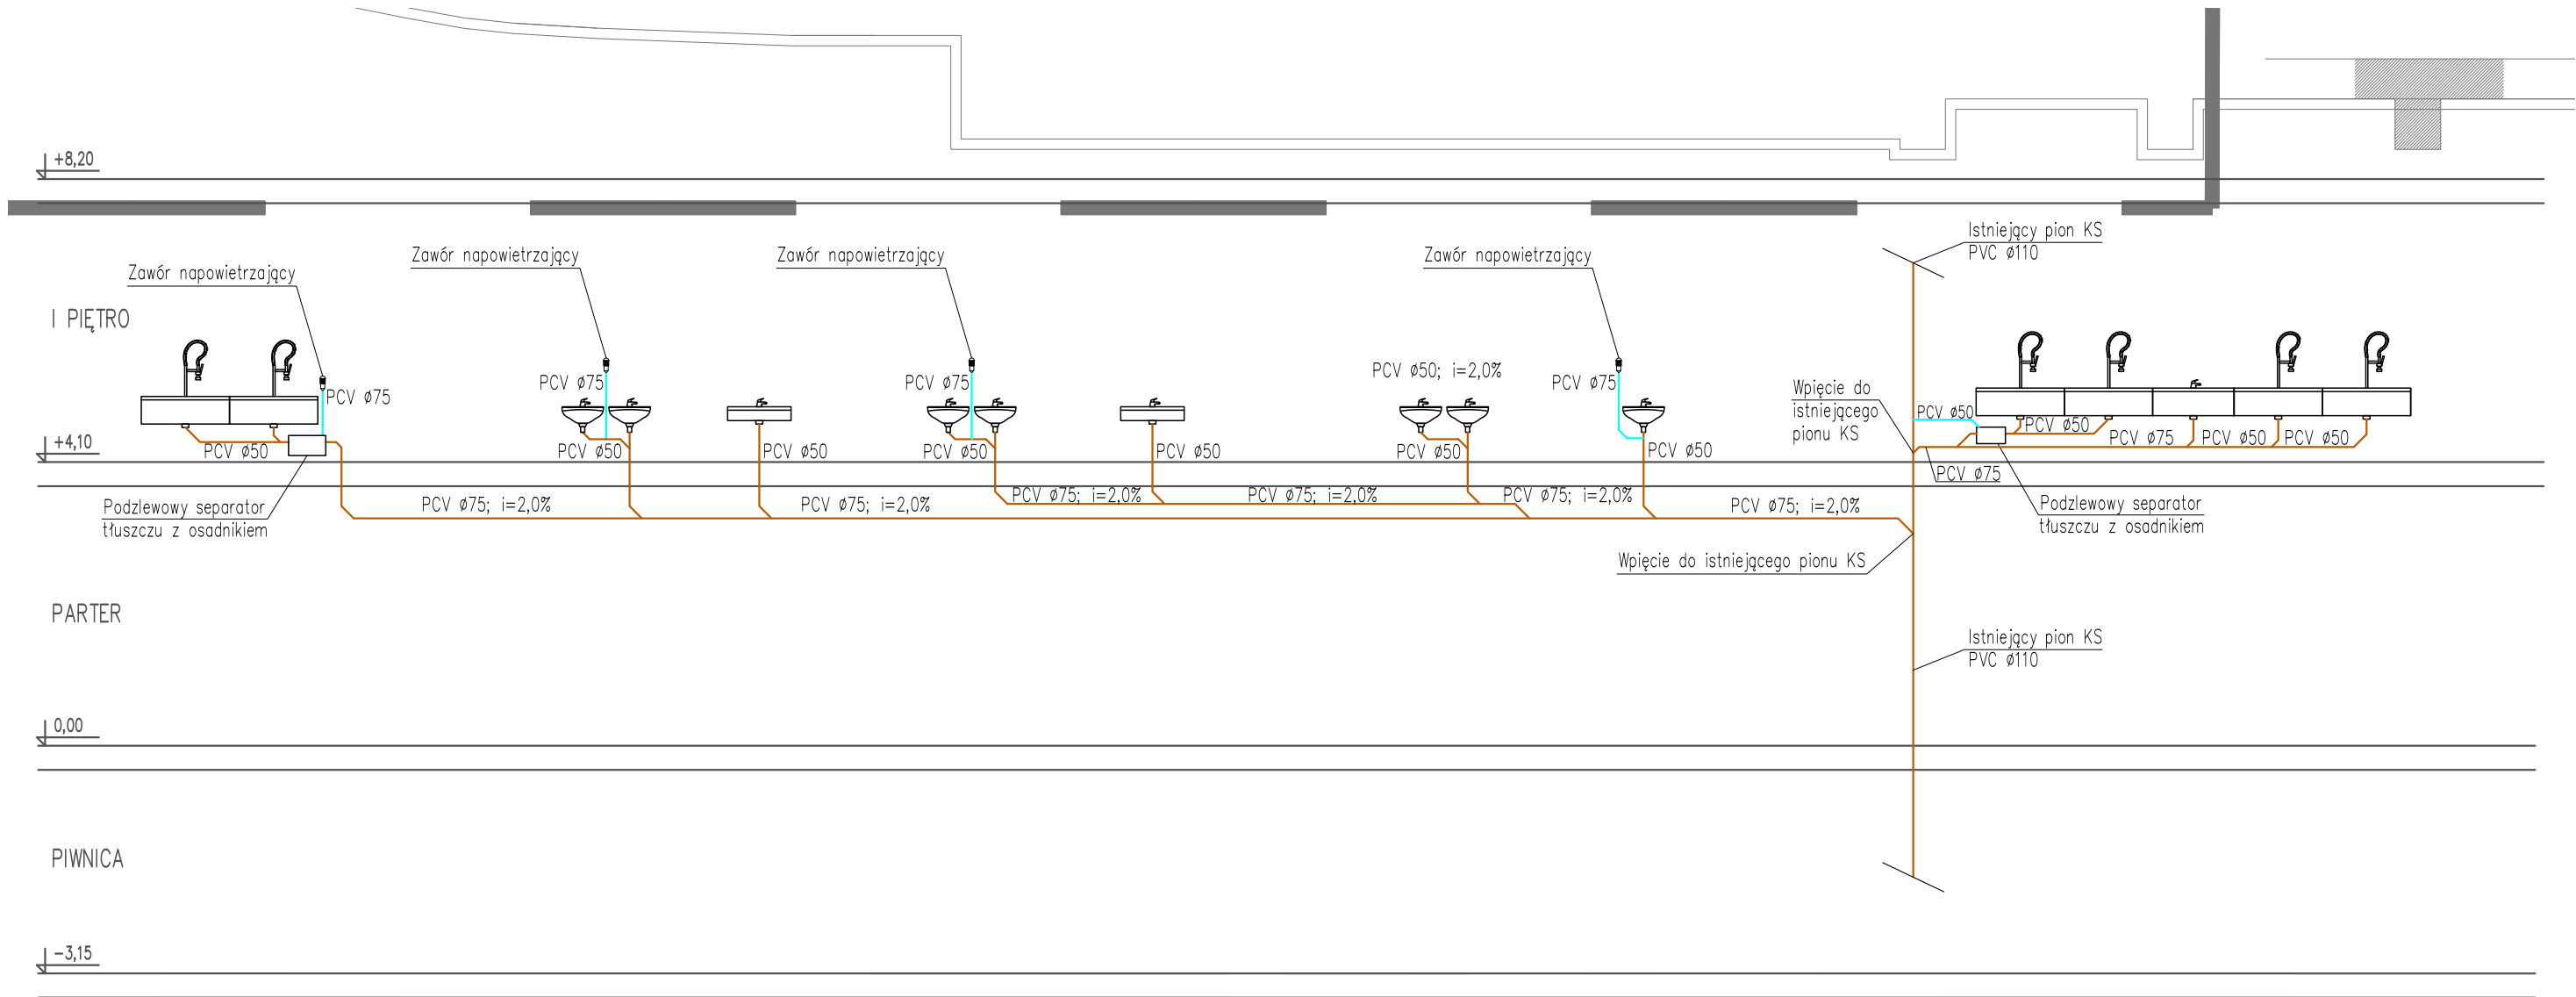 +8,20
Istniejący pion KS
PVC ø110
Zawór napowietrzający
Zawór napowietrzający
Zawór napowietrzający
Zawór napowietrzający
I PIĘTRO
PCV ø75
PCV ø75
PCV ø75
PCV ø50; i=2,0%
PCV ø75
Wpięcie do
istniejącego
pionu KS
PCV ø50
PCV ø50
PCV ø75
PCV ø50
PCV ø50
PCV ø75
+4,10
PCV ø50
PCV ø50
PCV ø50
PCV ø50
PCV ø50
PCV ø50
PCV ø50
Podzlewowy separator
tłuszczu z osadnikiem
PCV ø75; i=2,0%
PCV ø75; i=2,0%
PCV ø75; i=2,0%
PCV ø75; i=2,0%
PCV ø75; i=2,0%
PCV ø75; i=2,0%
Podzlewowy separator
tłuszczu z osadnikiem
Wpięcie do istniejącego pionu KS
PARTER
Istniejący pion KS
PVC ø110
0,00
PIWNICA
-3,15